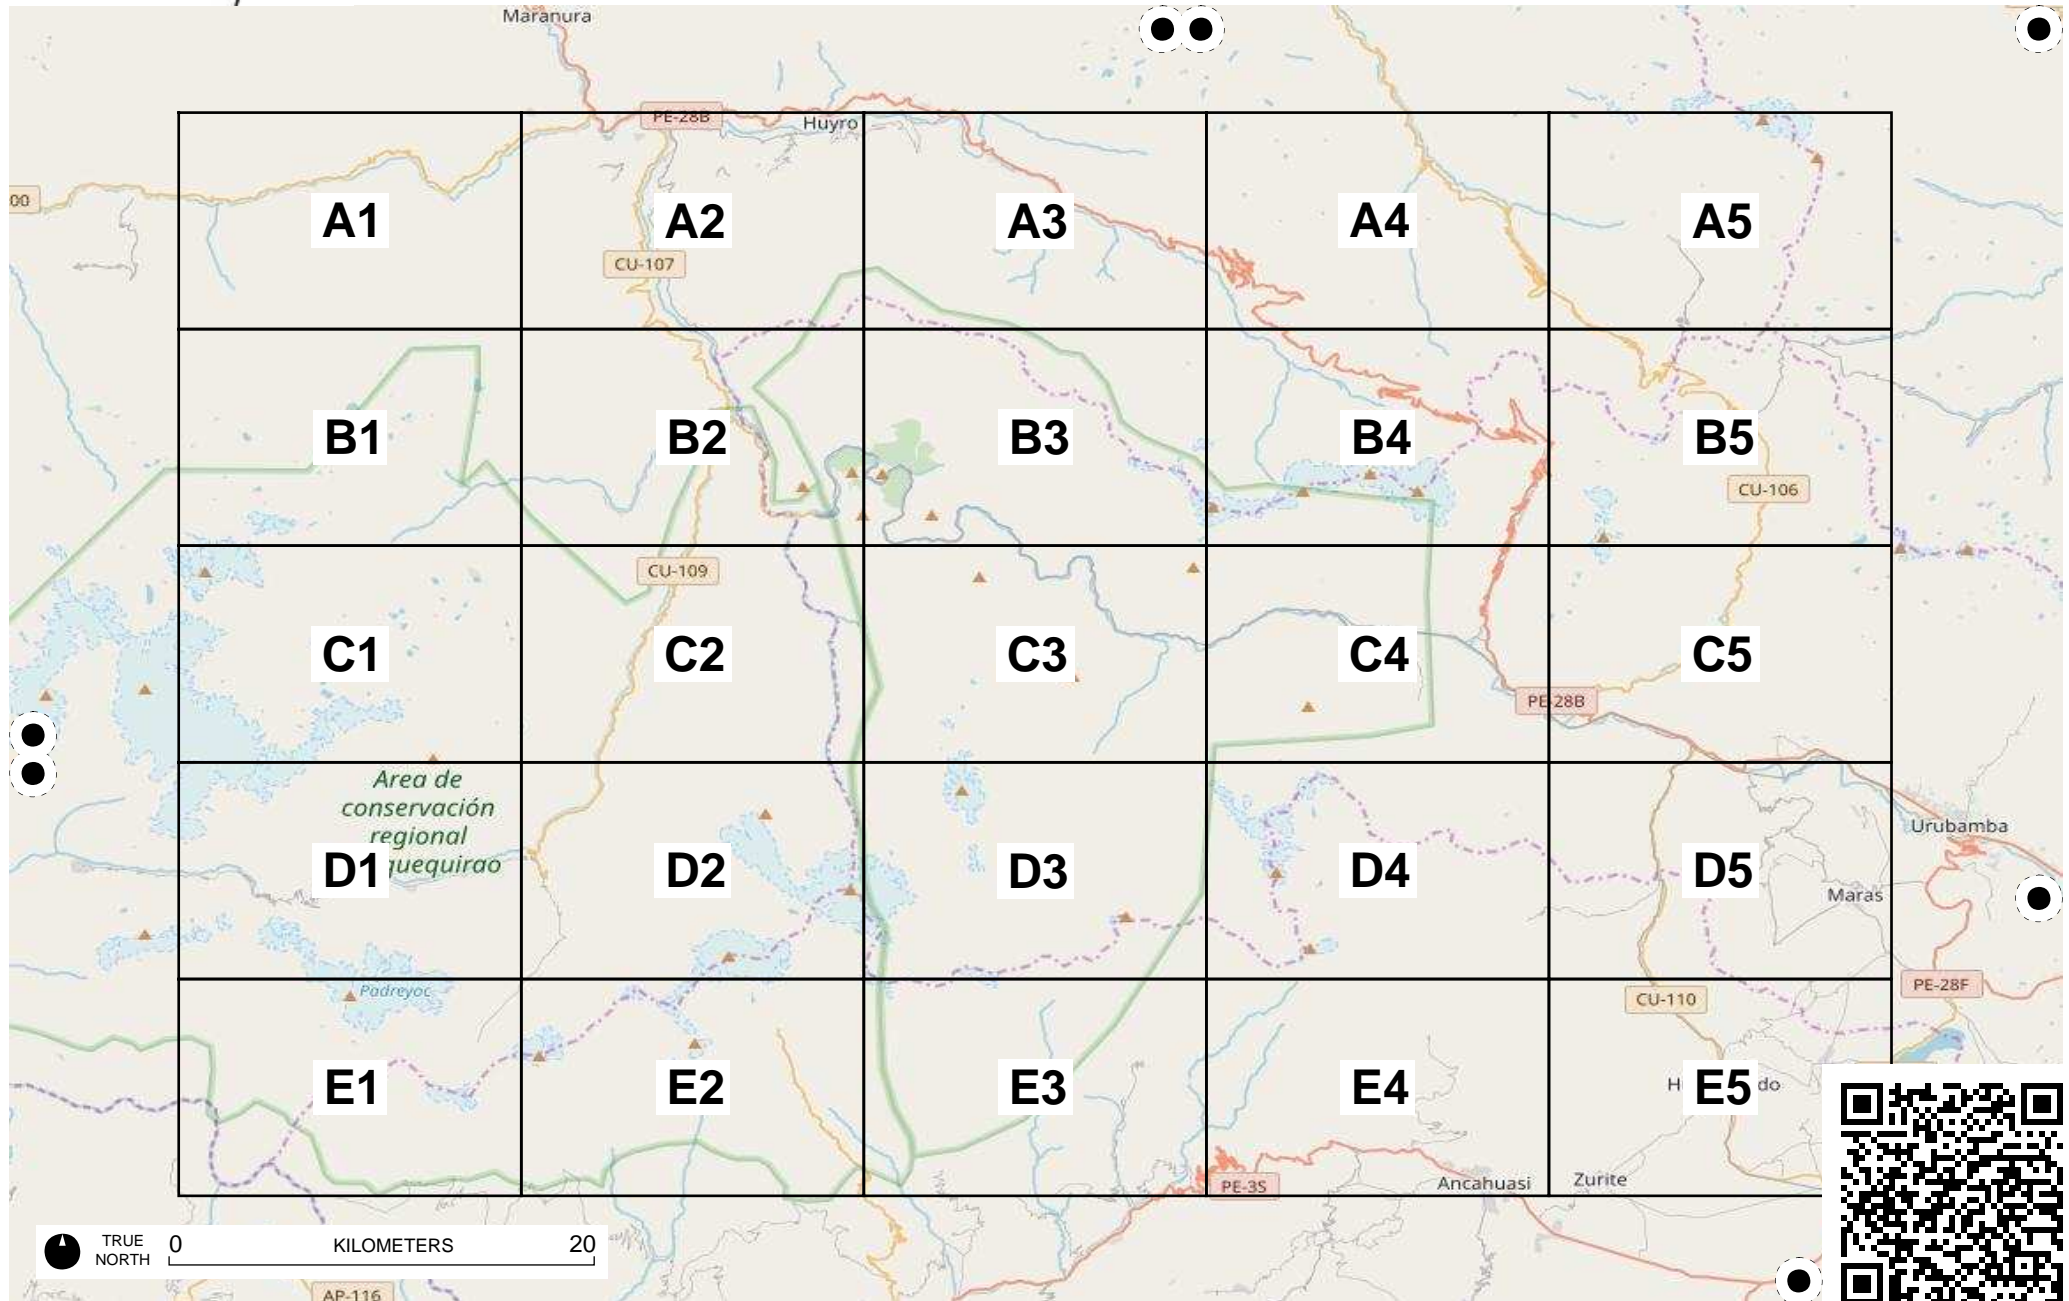 Maranura
PE-28B
Huyro
00
A1
A2
A3
A4
A5
CU-107
B1
B2
B3
B4
B5
CU-106
CU-109
C1
C2
C3
C4
C5
PE-28B
Area de
conservación
regional
quequirao
Urubamba
D1
D2
D3
D4
D5
Maras
Padreyoc
CU-110
PE-28F
E1
E2
E3
E4
E5
PE-3S
Ancahuasi
Zurite
TRUE
NORTH
0
KILOMETERS
20
AP-116